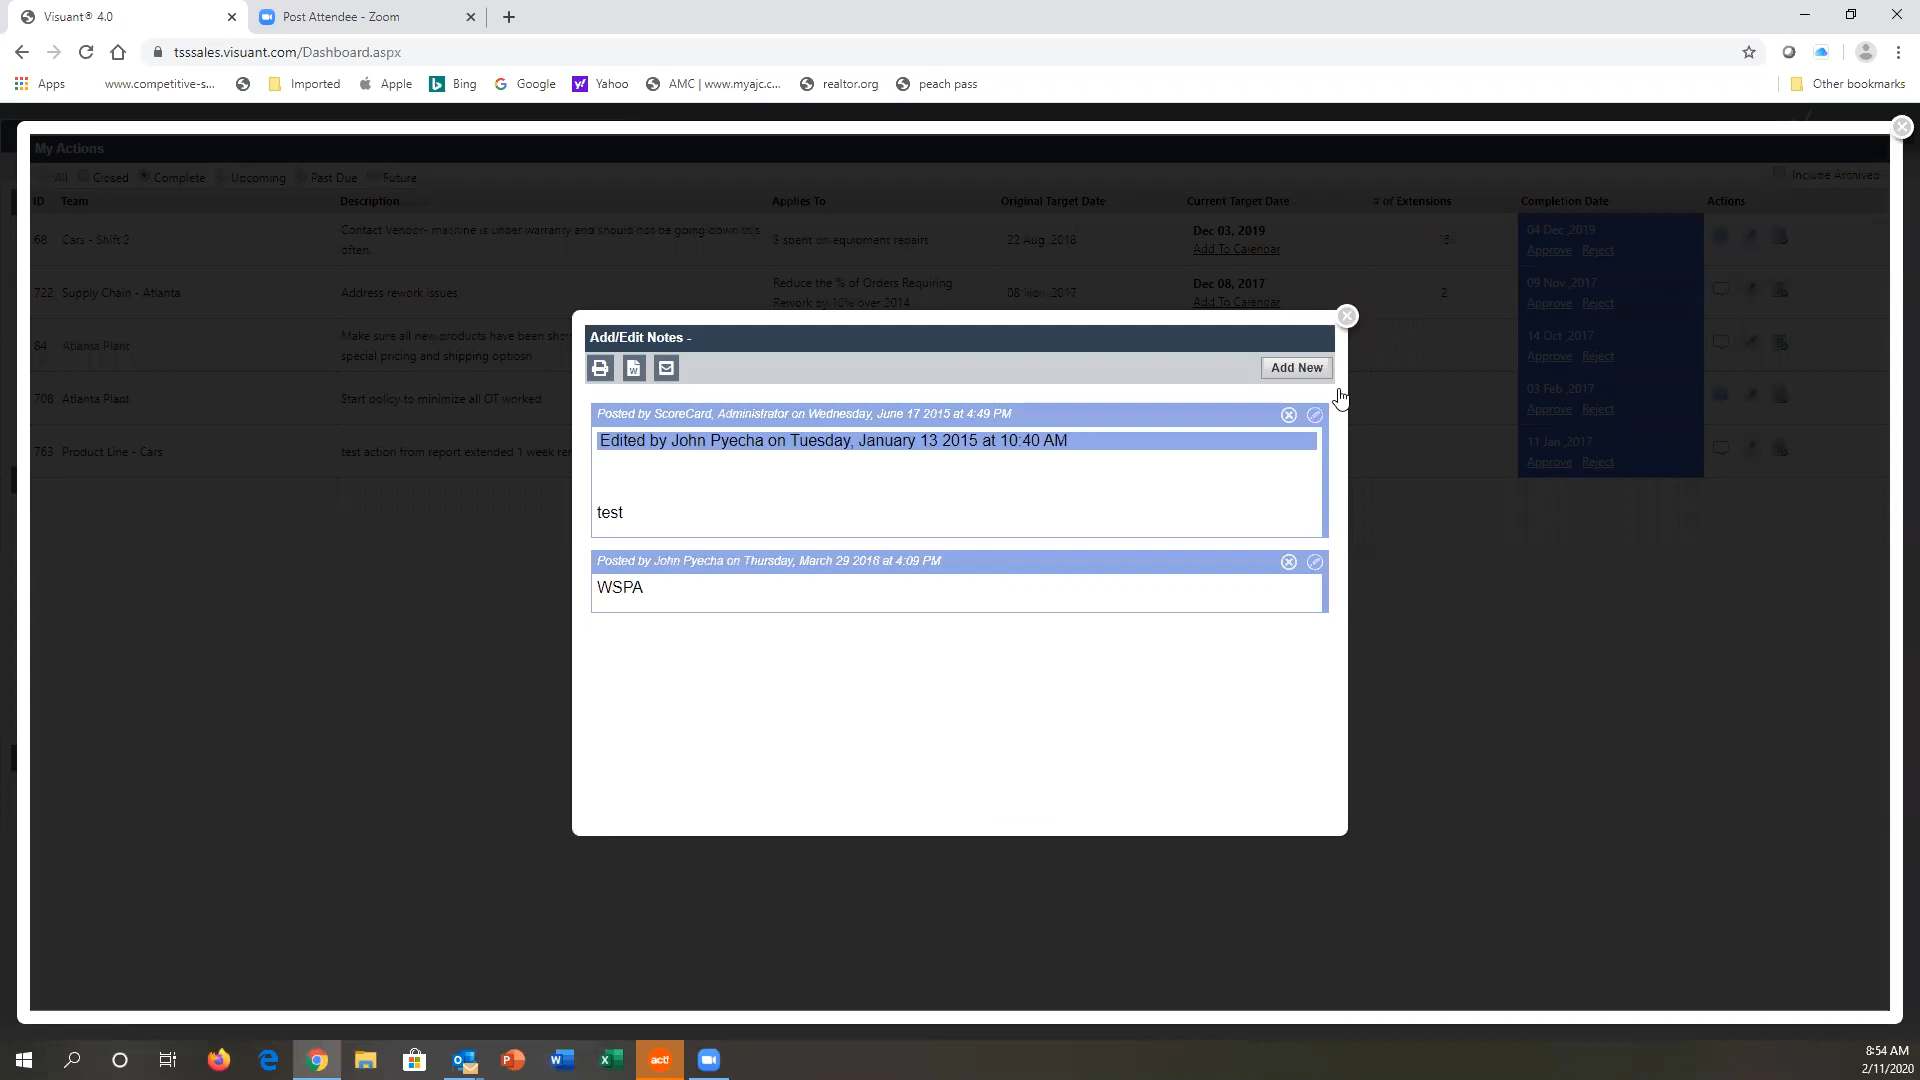 Visuant® 4.0
Post Attendee - Zoom
tsssales.visuant.com/Dashboard.aspx
Apps
www.competitive-s...
Imported
Apple
Bing
Google
Yahoo
AMC | www.myajc.c...
realtor.org
peach pass
Other bookmarks
My Actions
All Closed Complete Upcoming Past Due Future
Include Archived
ID Team Description Applies To Original Target Date Current Target Date # of Extensions Completion Date Actions
68 Cars - Shift 2
Contact Vendor- machine is under warranty and should not be going down this
often.
$ spent on equipment repairs
22 Aug ,2018
Dec 03, 2019
Add To Calendar
04 Dec ,2019
Approve Reject
722 Supply Chain - Atlanta
Address rework issues
Reduce the % of Orders Requiring
Rework by 10% over 2014
08 Nov ,2017
Dec 08, 2017
Add To Calendar
2
09 Nov ,2017
Approve Reject
84 Atlanta Plant
Make sure all new products have been sho
special pricing and shipping optiosn
14 Oct ,2017
Approve Reject
708 Atlanta Plant
Start policy to minimize all OT worked
03 Feb ,2017
Approve Reject
763 Product Line - Cars
test action from report extended 1 week ren
11 Jan ,2017
Approve Reject
Add/Edit Notes -
Add New
Posted by ScoreCard, Administrator on Wednesday, June 17 2015 at 4:49 PM
Edited by John Pyecha on Tuesday, January 13 2015 at 10:40 AM
test
Posted by John Pyecha on Thursday, March 29 2018 at 4:09 PM
WSPA
act!
8:54 AM
2/11/2020